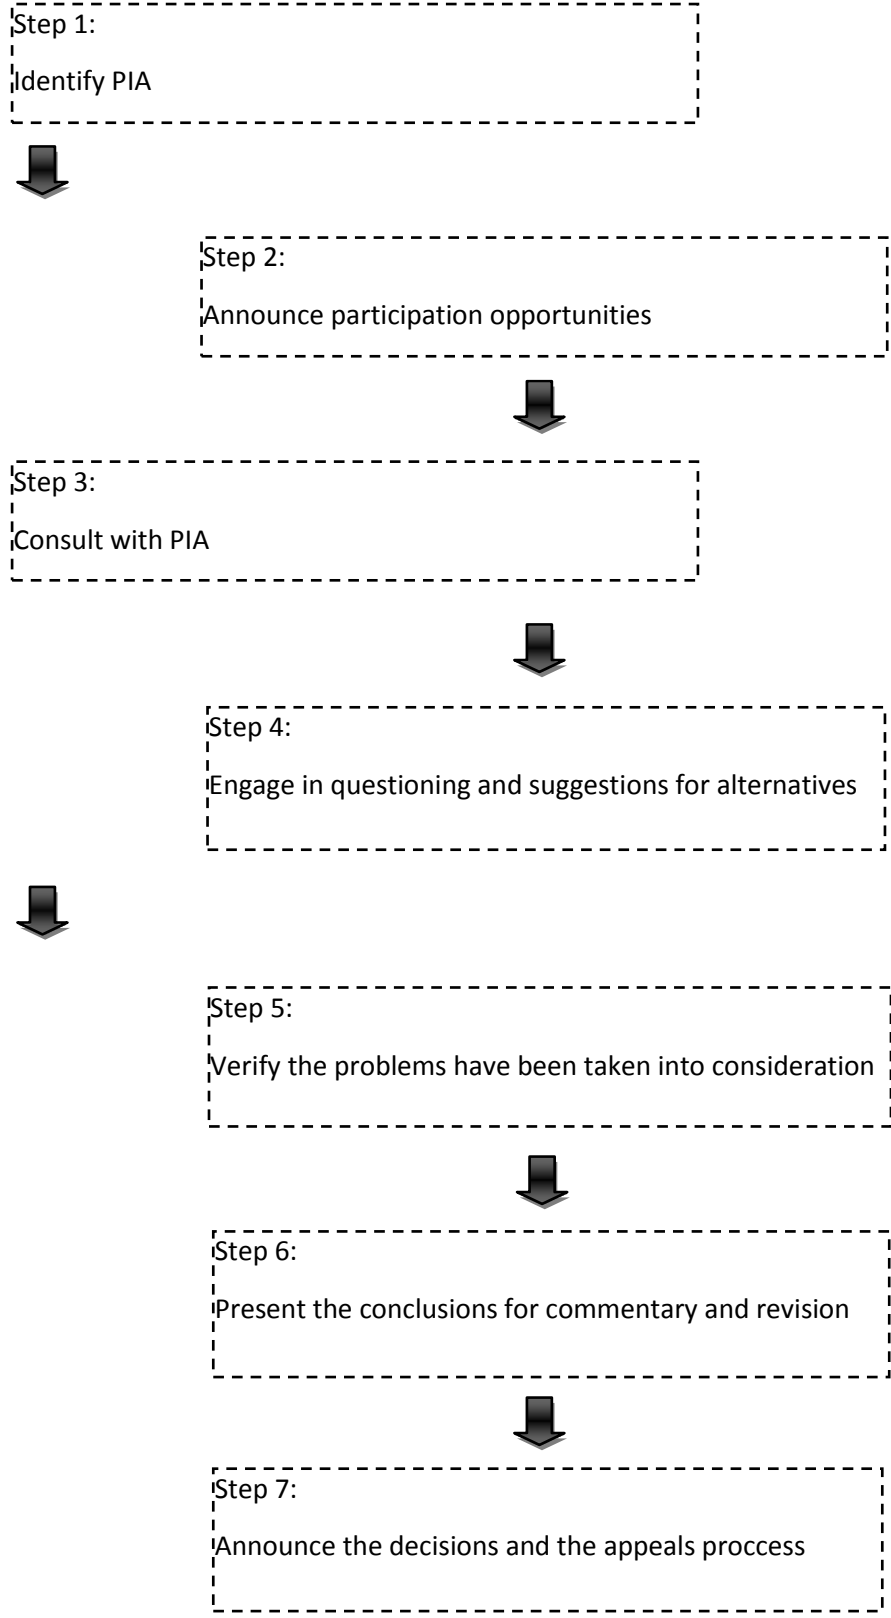 Step 1:
Identify PIA
Step 2:
Announce participation opportunities
Step 3:
Consult with PIA
Step 4:
Engage in questioning and suggestions for alternatives
Step 5:
Verify the problems have been taken into consideration
Step 6:
Present the conclusions for commentary and revision
Step 7:
Announce the decisions and the appeals proccess